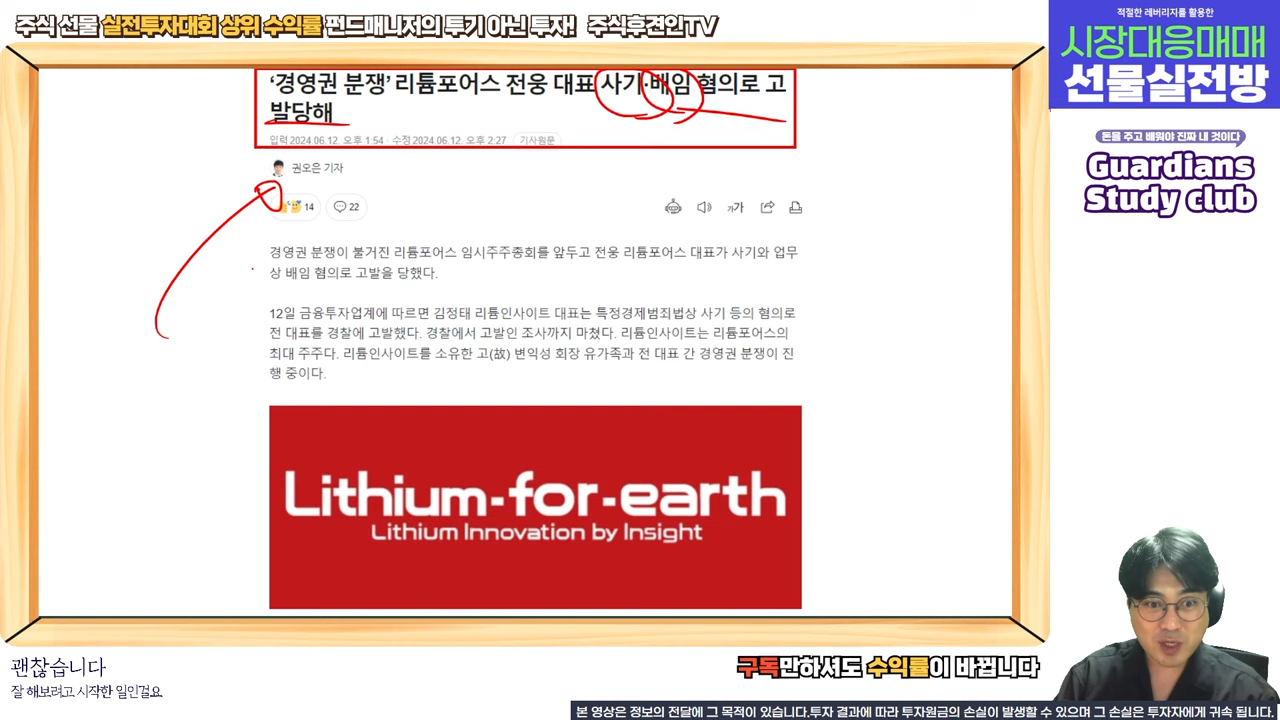 주식 선물 실전투자대회 상위 수익률 펀드매니저의 투기 아닌 투자! 주식후견인TV
적절한 레버리지를 활용한
시장대응매매
선물실전방
돈을 주고 배워야 진짜 내 것이다
Guardians
Study club
‘경영권 분쟁’ 리튬포어스 전웅 대표 사기·배임 혐의로 고
발당해
입력 2024.06.12. 오후 1:54 · 수정 2024.06.12. 오후 2:27 기사원문
권오은 기자
14
22
가가
경영권 분쟁이 불거진 리튬포어스 임시주주총회를 앞두고 전웅 리튬포어스 대표가 사기와 업무
상 배임 혐의로 고발을 당했다.
12일 금융투자업계에 따르면 김정태 리튬인사이트 대표는 특정경제범죄법상 사기 등의 혐의로
전 대표를 경찰에 고발했다. 경찰에서 고발인 조사까지 마쳤다. 리튬인사이트는 리튬포어스의
최대 주주다. 리튬인사이트를 소유한 고(故) 변익성 회장 유가족과 전 대표 간 경영권 분쟁이 진
행 중이다.
Lithium-for-earth
Lithium Innovation by Insight
괜찮습니다
잘 해보려고 시작한 일인걸요
구독만하셔도 수익률이 바뀝니다
본 영상은 정보의 전달에 그 목적이 있습니다.투자 결과에 따라 투자원금의 손실이 발생할 수 있으며 그 손실은 투자자에게 귀속 됩니다.